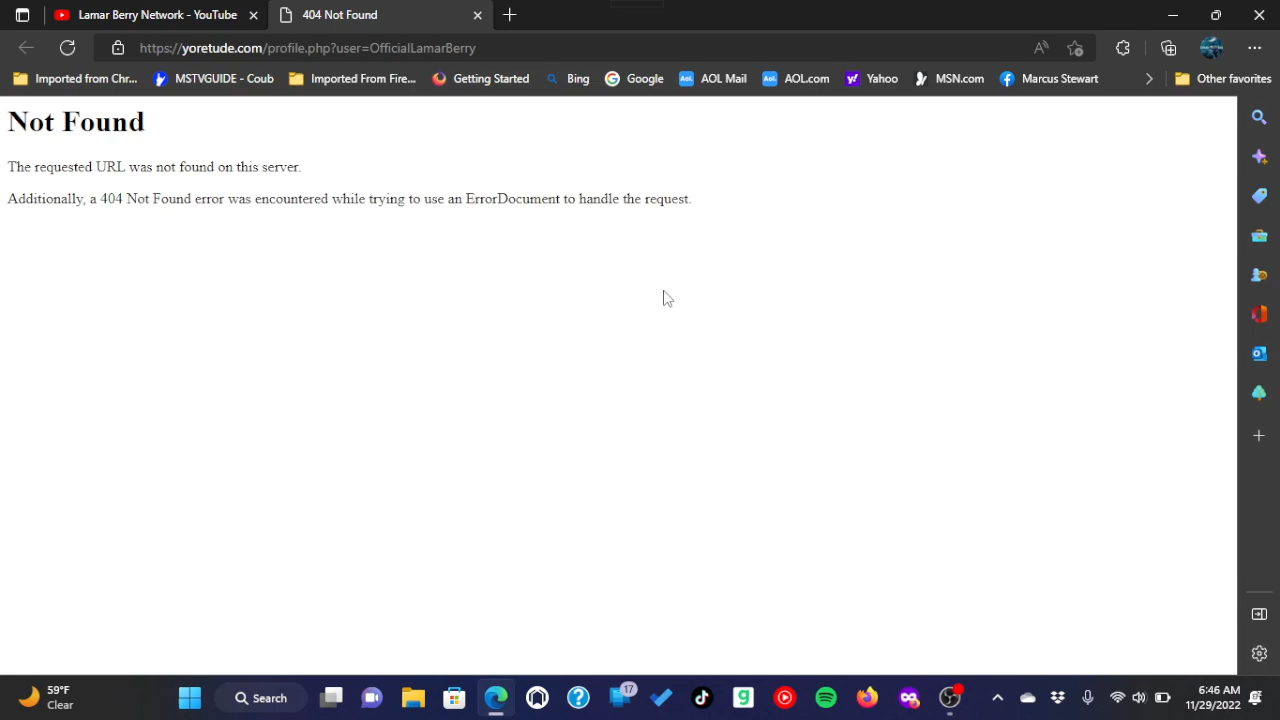 Lamar Berry Network - YouTube
404 Not Found
https://yoretude.com/profile.php?user=OfficialLamarBerry
Imported from Chr...
MSTVGUIDE - Coub
Imported From Fire...
Getting Started
Bing
Google
AOL Mail
AOL.com
Yahoo
MSN.com
Marcus Stewart
Other favorites
Not Found
The requested URL was not found on this server.
Additionally, a 404 Not Found error was encountered while trying to use an ErrorDocument to handle the request.
59°F
Clear
Search
17
6:46 AM
11/29/2022